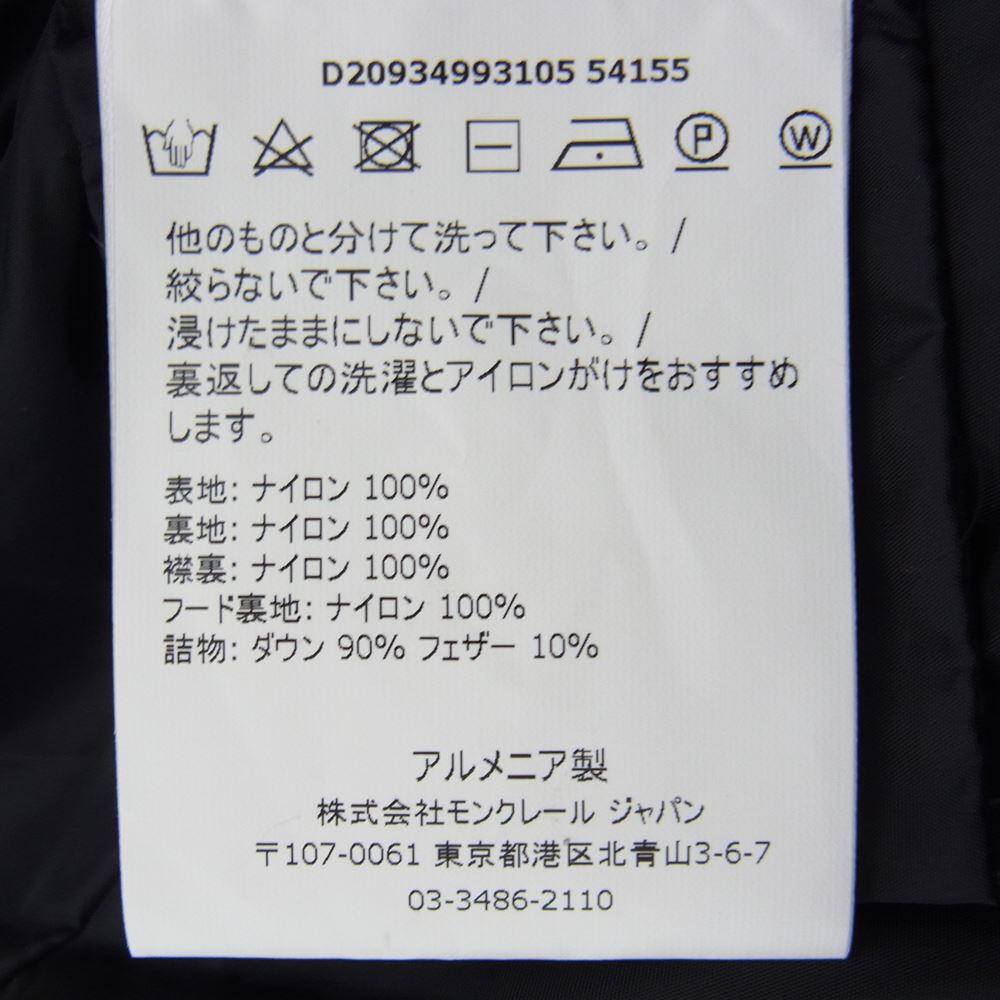 D20934993105 54155
P W
他のものと分けて洗って下さい。/
絞らないで下さい。/
浸けたままにしないで下さい。/
裏返しての洗濯とアイロンがけをおすすめ
します。
表地: ナイロン 100%
裏地: ナイロン 100%
襟裏: ナイロン 100%
フード裏地: ナイロン 100%
詰物: ダウン 90% フェザー 10%
アルメニア製
株式会社モンクレール ジャパン
〒107-0061 東京都港区北青山3-6-7
03-3486-2110